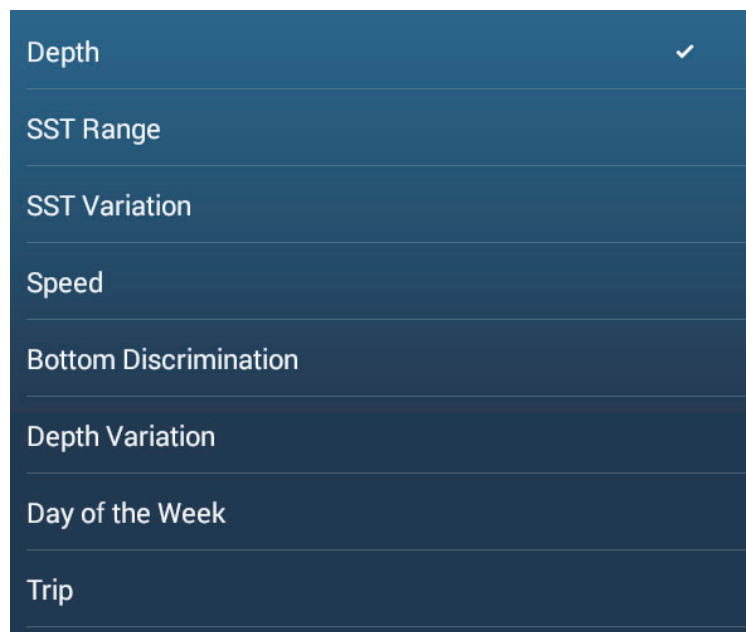 Depth
SST Range
SST Variation
Speed
Bottom Discrimination
Depth Variation
Day of the Week
Trip